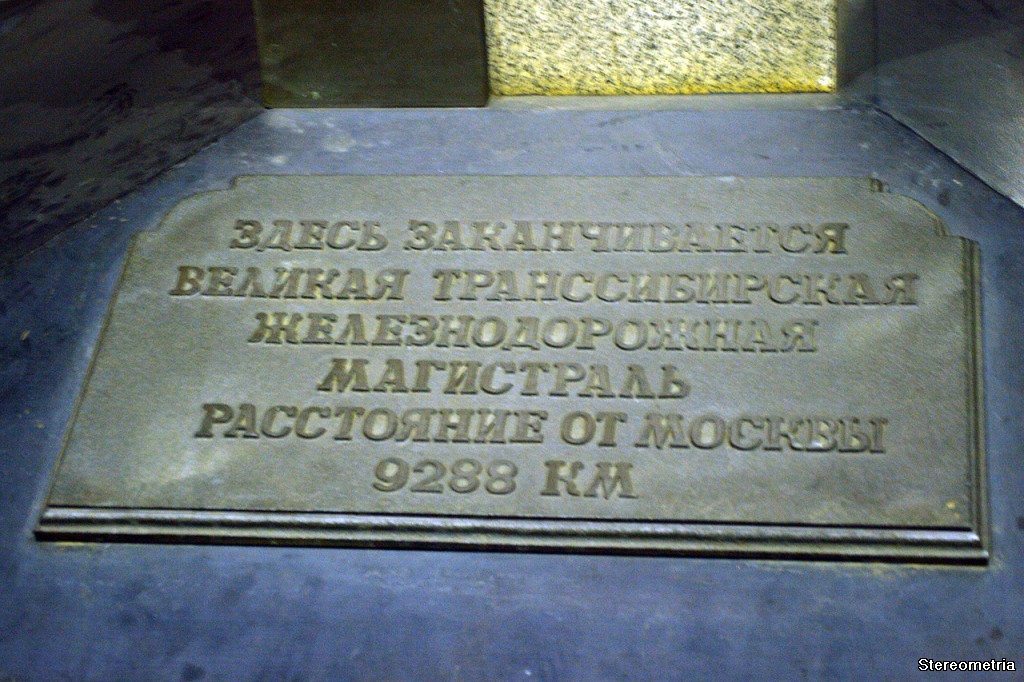 ЗДЕСЬ ЗАКАНЧИВАЕТСЯ
ВЕЛИКАЯ ТРАНССИБИРСКАЯ
ЖЕЛЕЗНОДОРОЖНАЯ
МАГИСТРАЛЬ
РАССТОЯНИЕ ОТ МОСКВЫ
9288 КМ
Stereometria